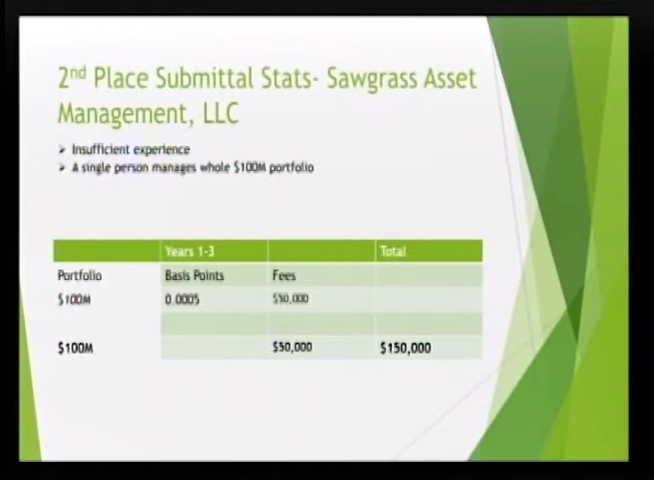 2nd Place Submittal Stats- Sawgrass Asset
Management, LLC
Insufficient experience
A single person manages whole $100M portfolio
Years 1-3 Total
Portfolio Basis Points Fees
$100M 0.0005 $50,000
$100M $50,000 $150,000